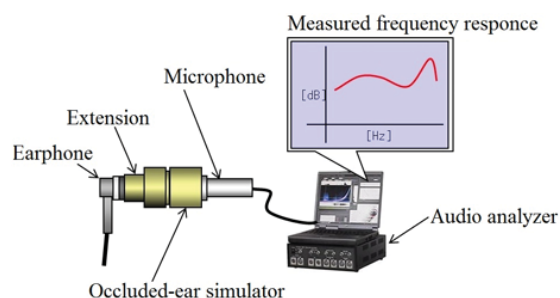 Measured frequency responce
[dB]
[Hz]
Microphone
Extension
Earphone
Audio analyzer
Occluded-ear simulator